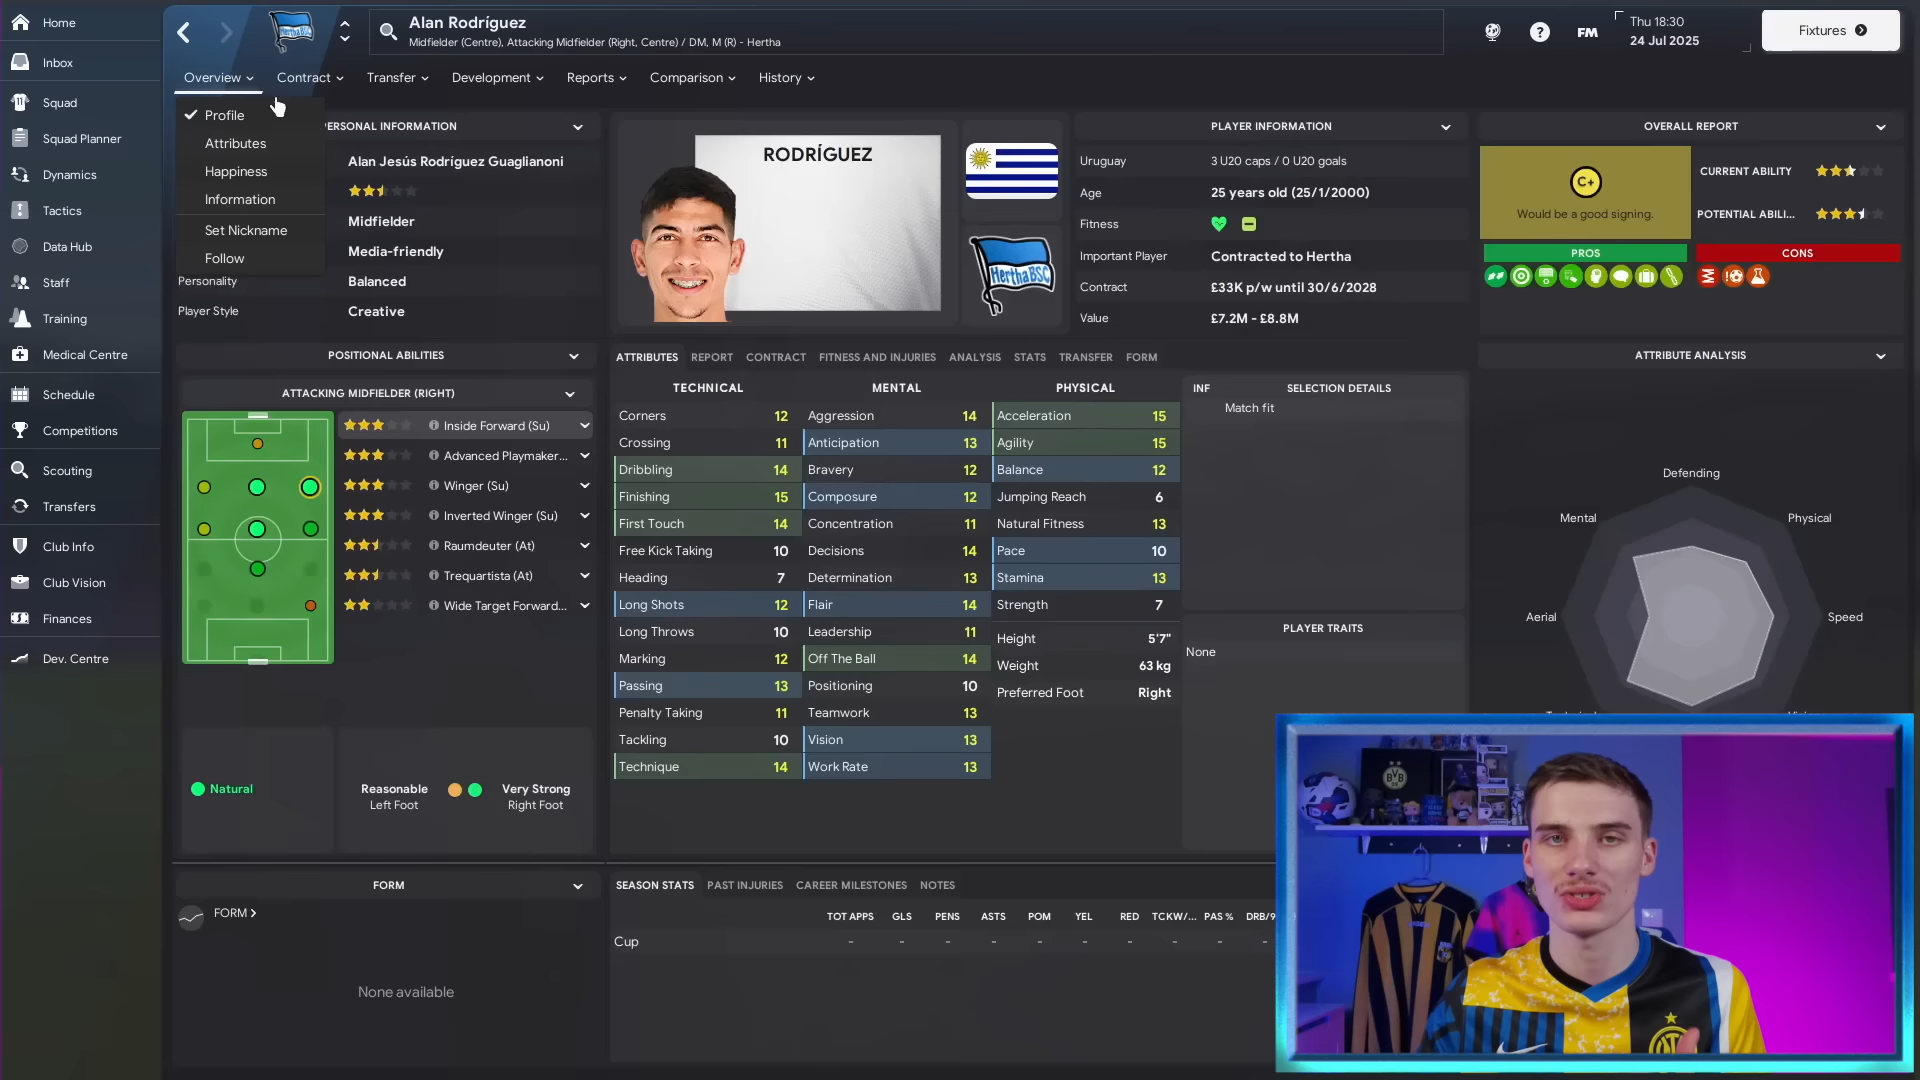 Home
Inbox
Squad
Squad Planner
Dynamics
Tactics
Data Hub
Staff
Training
Medical Centre
Schedule
Competitions
Scouting
Transfers
Club Info
Club Vision
Finances
Dev. Centre
Alan Rodríguez
Midfielder (Centre), Attacking Midfielder (Right, Centre) / DM, M (R) - Hertha
FM
Thu 18:30
24 Jul 2025
Fixtures
Overview
Contract
Transfer
Development
Reports
Comparison
History
Profile
Attributes
Happiness
Information
Set Nickname
Follow
ERSONAL INFORMATION
Alan Jesús Rodríguez Guaglianoni
Midfielder
Media-friendly
Personality Balanced
Player Style Creative
RODRÍGUEZ
Hertha BSC
PLAYER INFORMATION
Uruguay 3 U20 caps / 0 U20 goals
Age 25 years old (25/1/2000)
Fitness
Important Player Contracted to Hertha
Contract £33K p/w until 30/6/2028
Value £7.2M - £8.8M
OVERALL REPORT
C+
Would be a good signing.
CURRENT ABILITY
POTENTIAL ABILI...
PROS
CONS
POSITIONAL ABILITIES
ATTACKING MIDFIELDER (RIGHT)
Inside Forward (Su)
Advanced Playmaker...
Winger (Su)
Inverted Winger (Su)
Raumdeuter (At)
Trequartista (At)
Wide Target Forward...
Natural
Reasonable
Left Foot
Very Strong
Right Foot
ATTRIBUTES REPORT CONTRACT FITNESS AND INJURIES ANALYSIS STATS TRANSFER FORM
TECHNICAL
Corners 12
Crossing 11
Dribbling 14
Finishing 15
First Touch 14
Free Kick Taking 10
Heading 7
Long Shots 12
Long Throws 10
Marking 12
Passing 13
Penalty Taking 11
Tackling 10
Technique 14
MENTAL
Aggression 14
Anticipation 13
Bravery 12
Composure 12
Concentration 11
Decisions 14
Determination 13
Flair 14
Leadership 11
Off The Ball 14
Positioning 10
Teamwork 13
Vision 13
Work Rate 13
PHYSICAL
Acceleration 15
Agility 15
Balance 12
Jumping Reach 6
Natural Fitness 13
Pace 10
Stamina 13
Strength 7
Height 5'7"
Weight 63 kg
Preferred Foot Right
INF SELECTION DETAILS
Match fit
PLAYER TRAITS
None
ATTRIBUTE ANALYSIS
Defending
Mental
Physical
Aerial
Speed
FORM
FORM
None available
SEASON STATS PAST INJURIES CAREER MILESTONES NOTES
TOT APPS GLS PENS ASTS POM YEL RED TCKW/... PAS % DRB/9
Cup - - - - - - - - - -
BVB